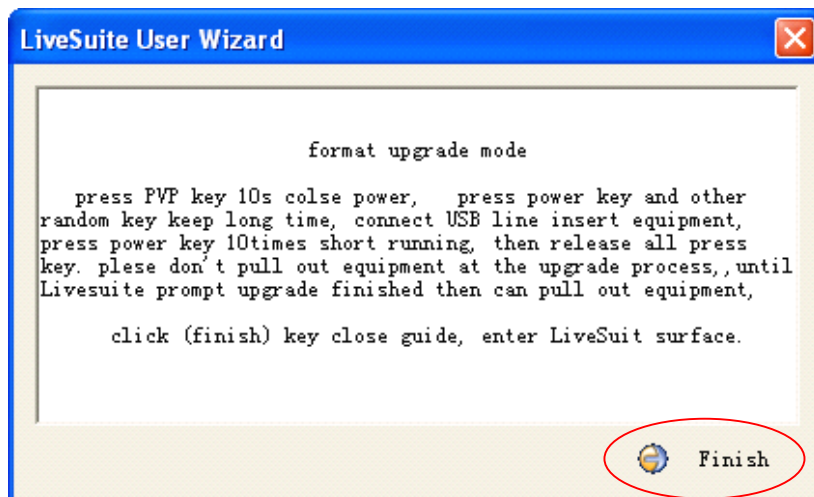 LiveSuite User Wizard
format upgrade mode
press PVP key 10s colse power, press power key and other
random key keep long time, connect USB line insert equipment,
press power key 10times short running, then release all press
key. plese don't pull out equipment at the upgrade process,,until
Livesuite prompt upgrade finished then can pull out equipment,
click (finish) key close guide, enter LiveSuit surface.
Finish